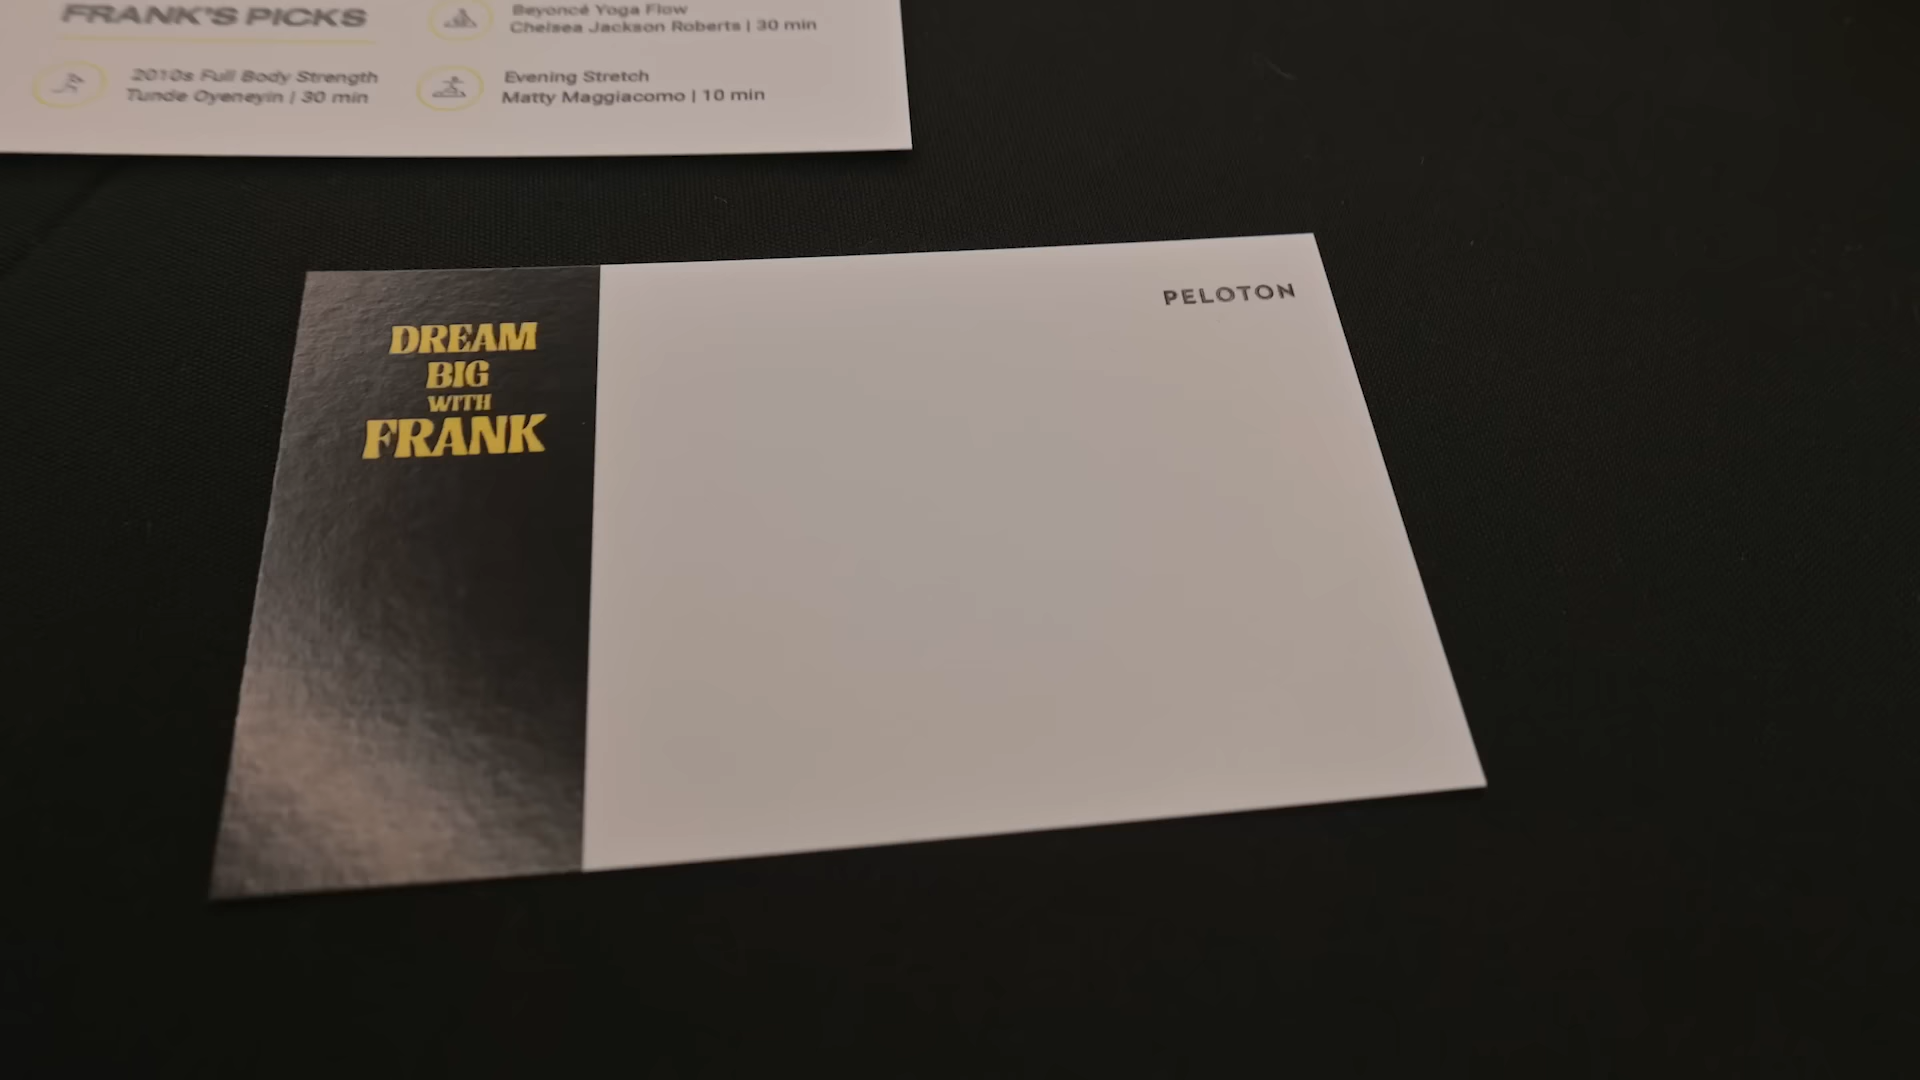 FRANK'S PICKS
2010s Full Body Strength
Tunde Oyeneyin | 30 min
Beyoncé Yoga Flow
Chelsea Jackson Roberts | 30 min
Evening Stretch
Matty Maggiacomo | 10 min
DREAM
BIG
WITH
FRANK
PELOTON